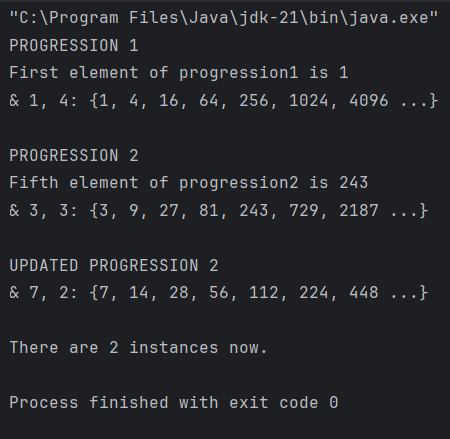 "C:\Program Files\Java\jdk-21\bin\java.exe"
PROGRESSION 1
First element of progression1 is 1
& 1, 4: {1, 4, 16, 64, 256, 1024, 4096 ...}
PROGRESSION 2
Fifth element of progression2 is 243
& 3, 3: {3, 9, 27, 81, 243, 729, 2187 ...}
UPDATED PROGRESSION 2
& 7, 2: {7, 14, 28, 56, 112, 224, 448 ...}
There are 2 instances now.
Process finished with exit code 0